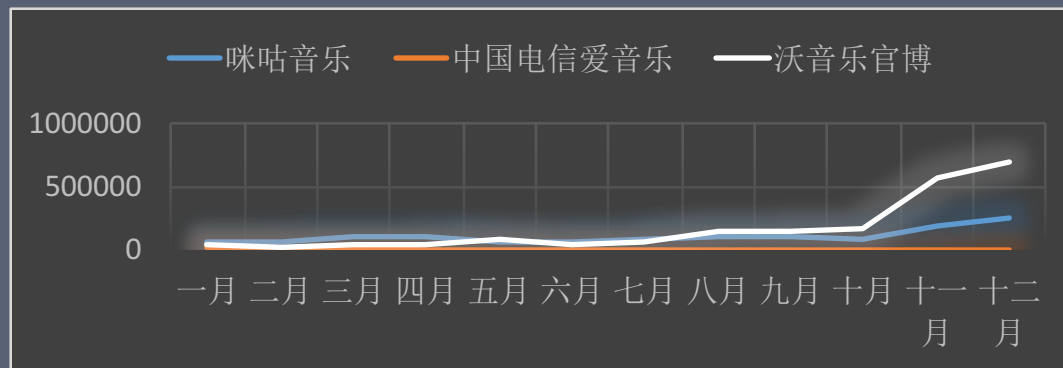 咪咕音乐 中国电信爱音乐 沃音乐官博
1000000
500000
0
一月 二月 三月 四月 五月 六月 七月 八月 九月 十月 十一月 十二月